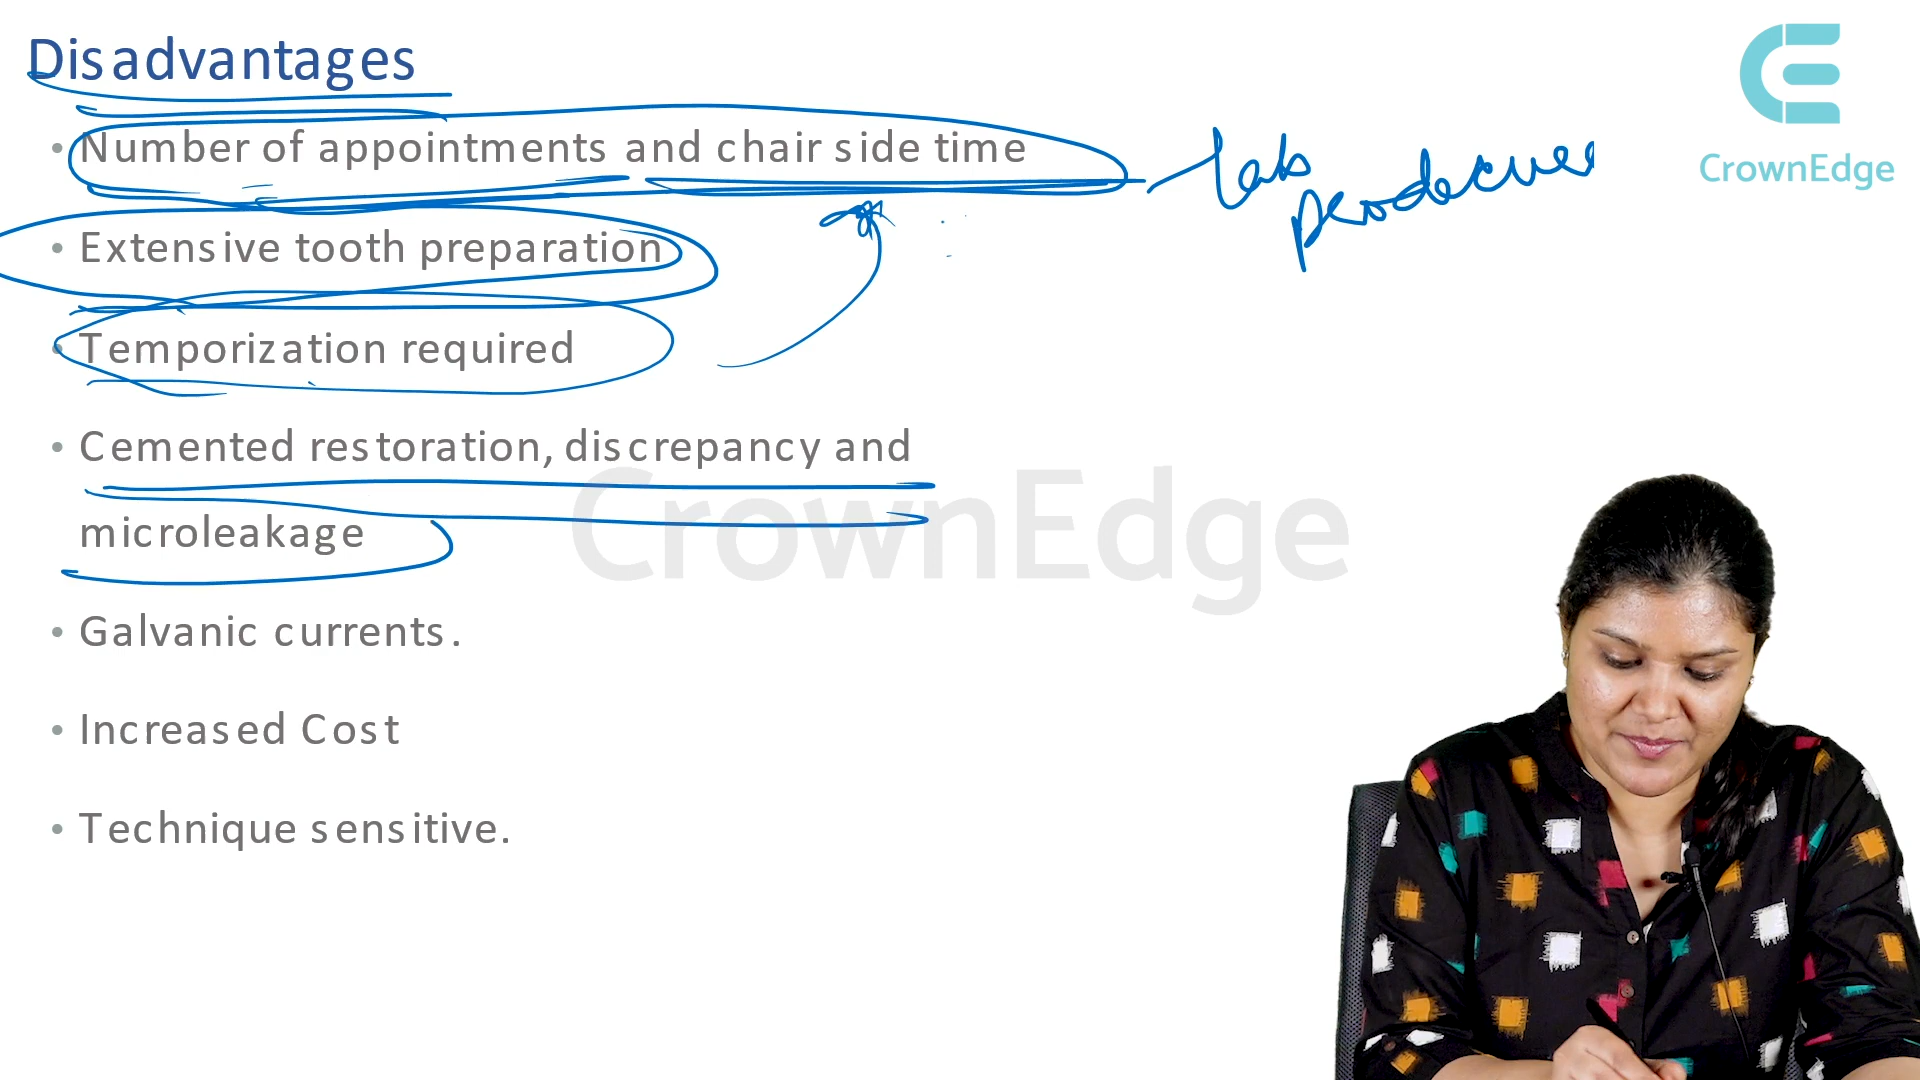 Disadvantages
CrownEdge
• Number of appointments and chair side time
lab
• Extensive tooth preparation
• Temporization required
• Cemented restoration, discrepancy and
microleakage
CrownEdge
• Galvanic currents.
• Increased Cost
• Technique sensitive.